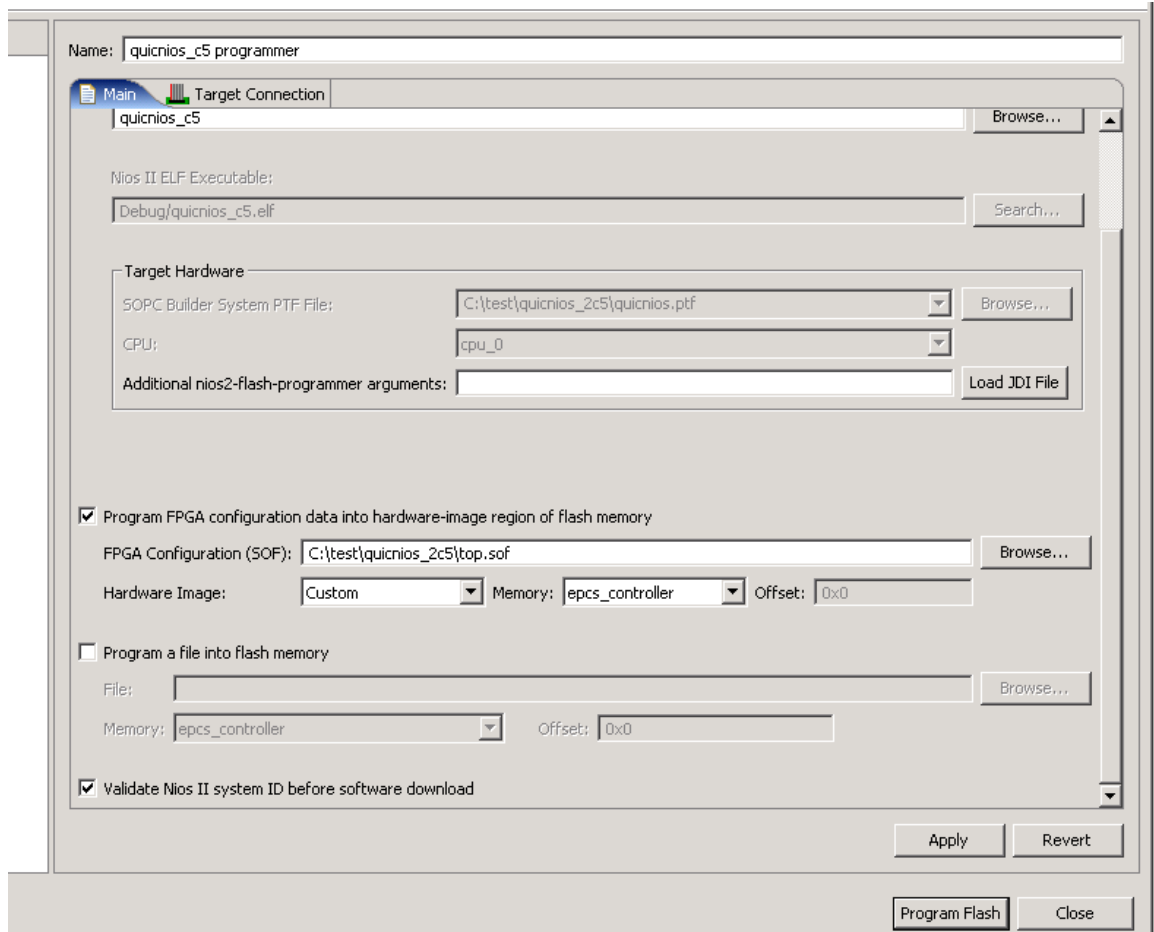 Name: quicnios_c5 programmer
Main Target Connection
quicnios_c5 Browse...
Nios II ELF Executable:
Debug/quicnios_c5.elf Search...
Target Hardware
SOPC Builder System PTF File: C:\test\quicnios_2c5\quicnios.ptf Browse...
CPU: cpu_0
Additional nios2-flash-programmer arguments: Load JDI File
Program FPGA configuration data into hardware-image region of flash memory
FPGA Configuration (SOF): C:\test\quicnios_2c5\top.sof Browse...
Hardware Image: Custom Memory: epcs_controller Offset: 0x0
Program a file into flash memory
File: Browse...
Memory: epcs_controller Offset: 0x0
Validate Nios II system ID before software download
Apply Revert
Program Flash Close